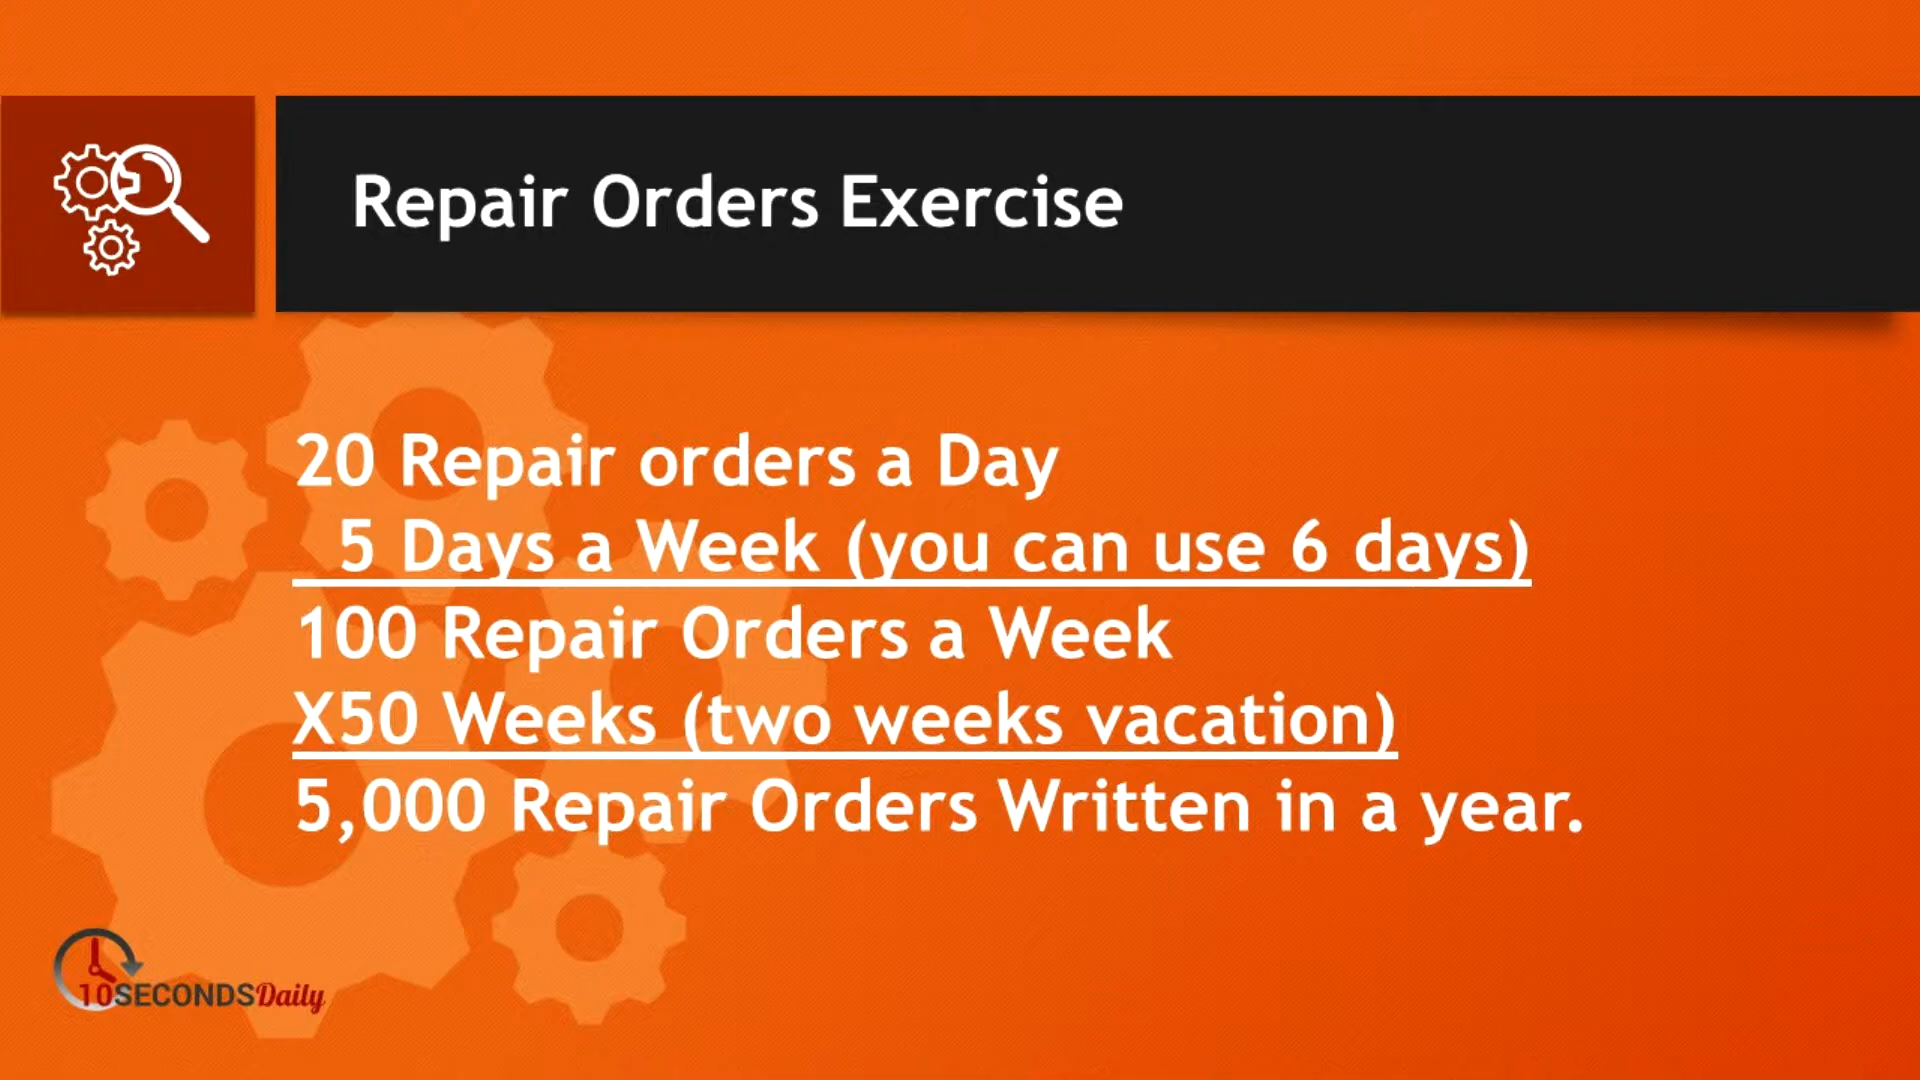 Repair Orders Exercise
20 Repair orders a Day
5 Days a Week (you can use 6 days)
100 Repair Orders a Week
X50 Weeks (two weeks vacation)
5,000 Repair Orders Written in a year.
10SECONDSDaily